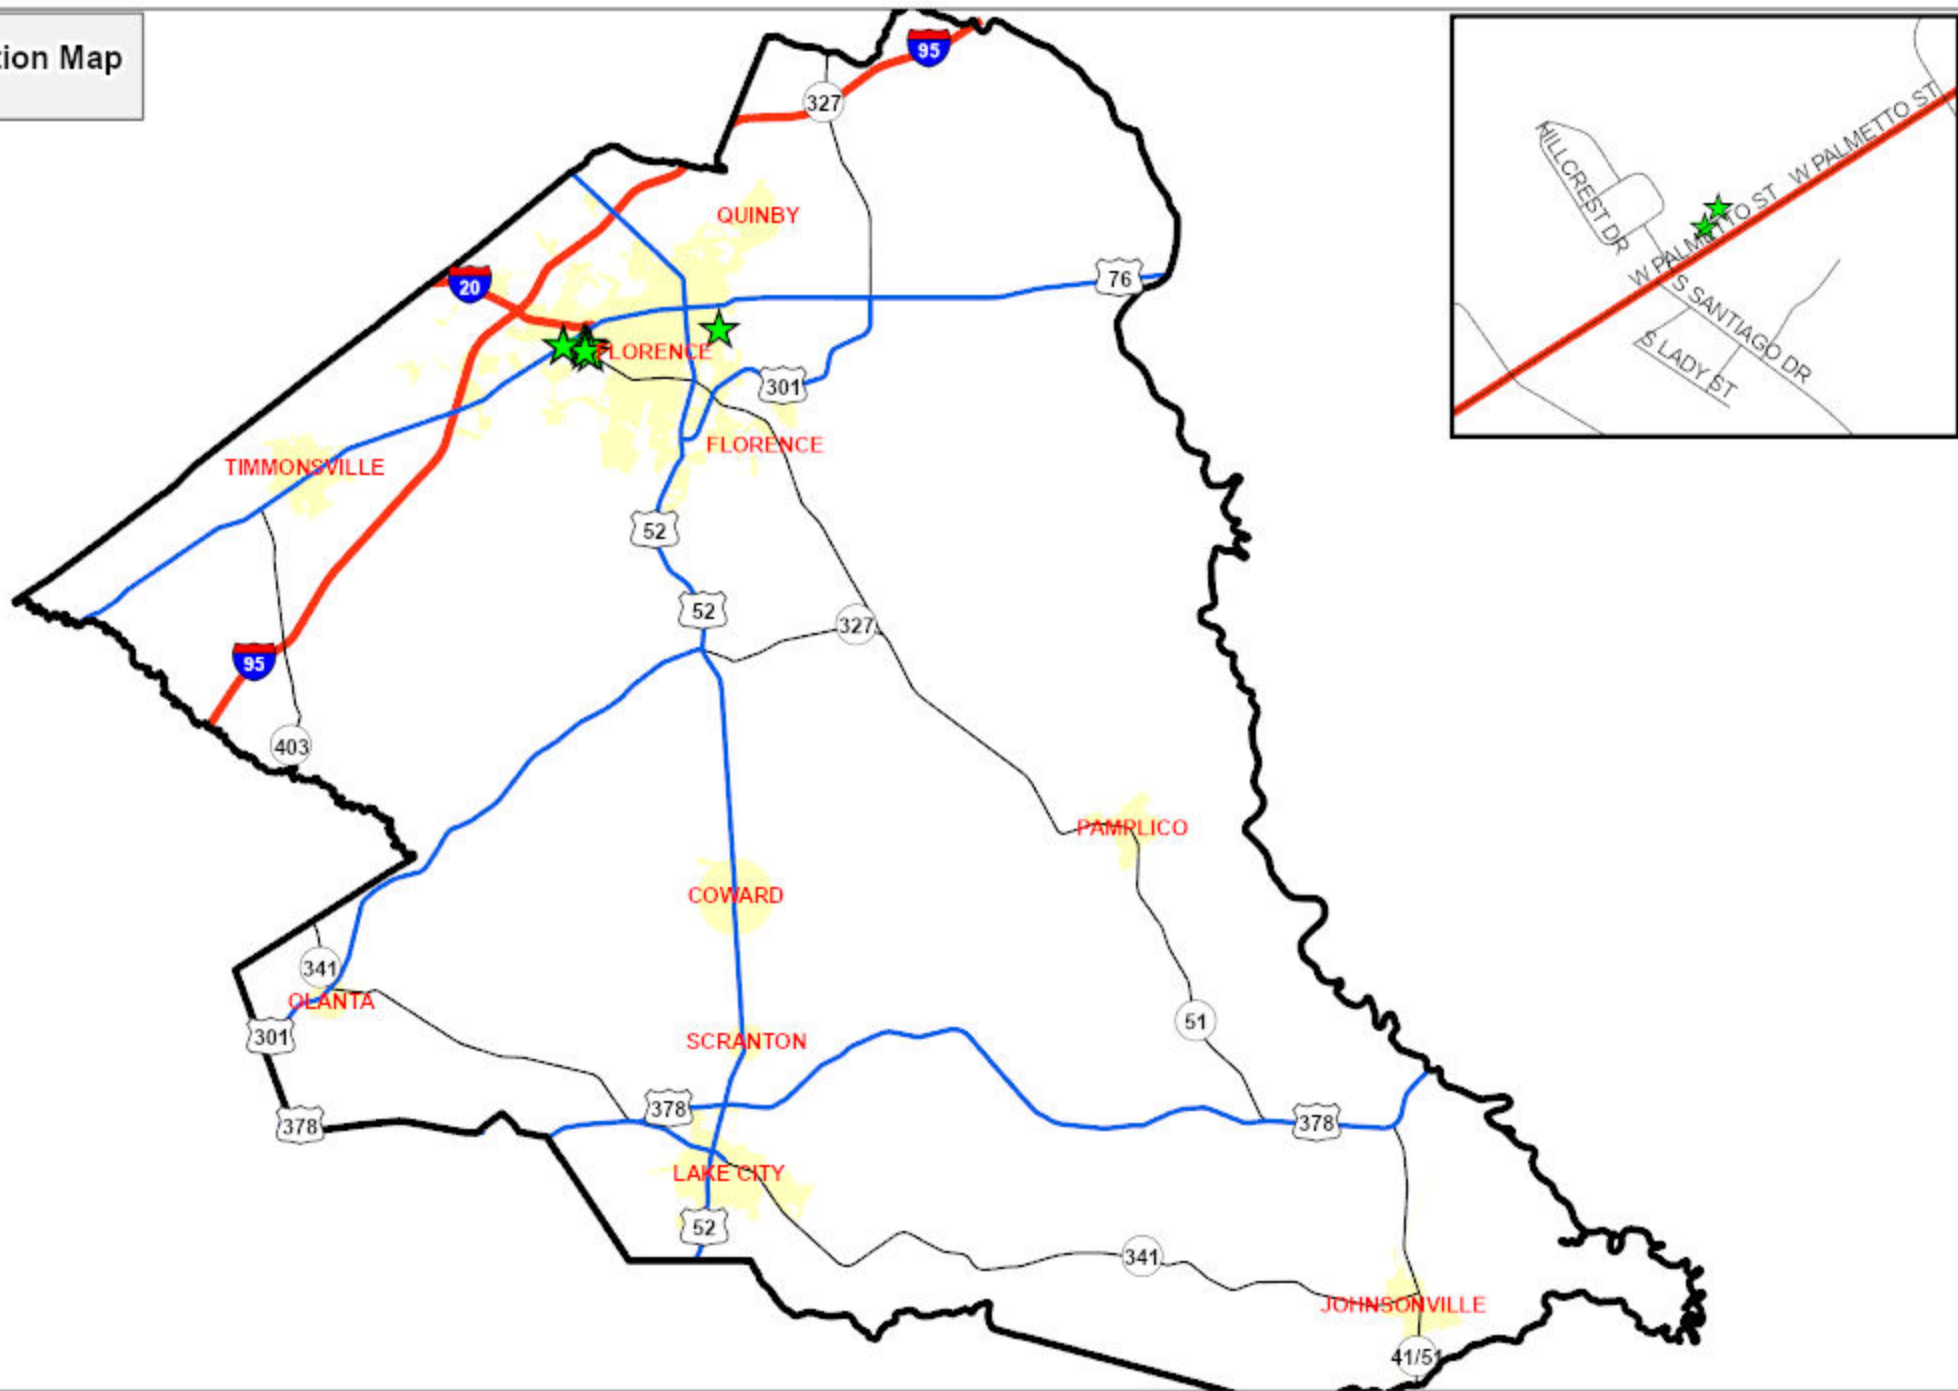 tion Map
95
327
QUINBY
20
76
FLORENCE
301
FLORENCE
TIMMONSVILLE
52
52
327
95
403
PAMPLICO
COWARD
341
OLANTA
301
51
SCRANTON
378
378
378
LAKE CITY
52
341
JOHNSONVILLE
41/51
HILLCREST DR
W PALMETTO ST
W PALMETTO ST
S SANTIAGO DR
S LADY ST